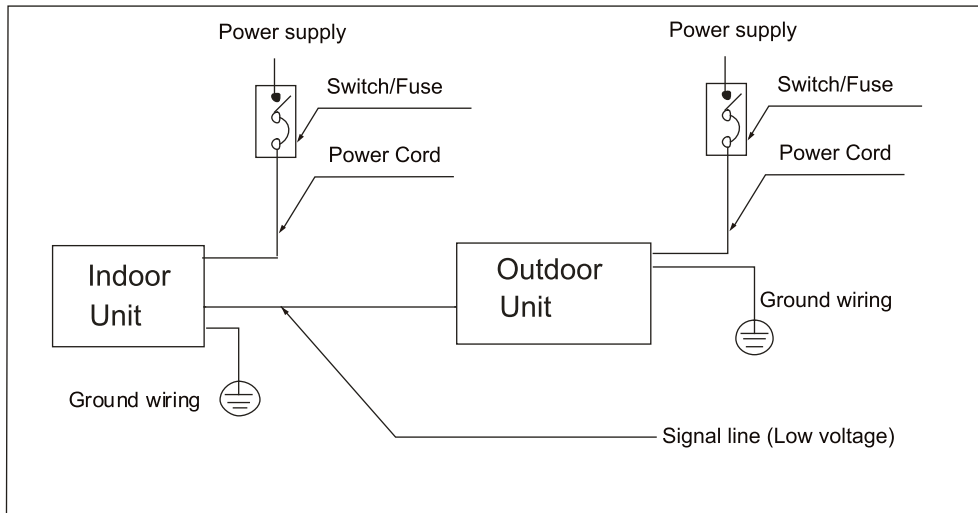 Power supply
Power supply
Switch/Fuse
Switch/Fuse
Power Cord
Power Cord
Indoor
Unit
Outdoor
Unit
Ground wiring
Ground wiring
Signal line (Low voltage)